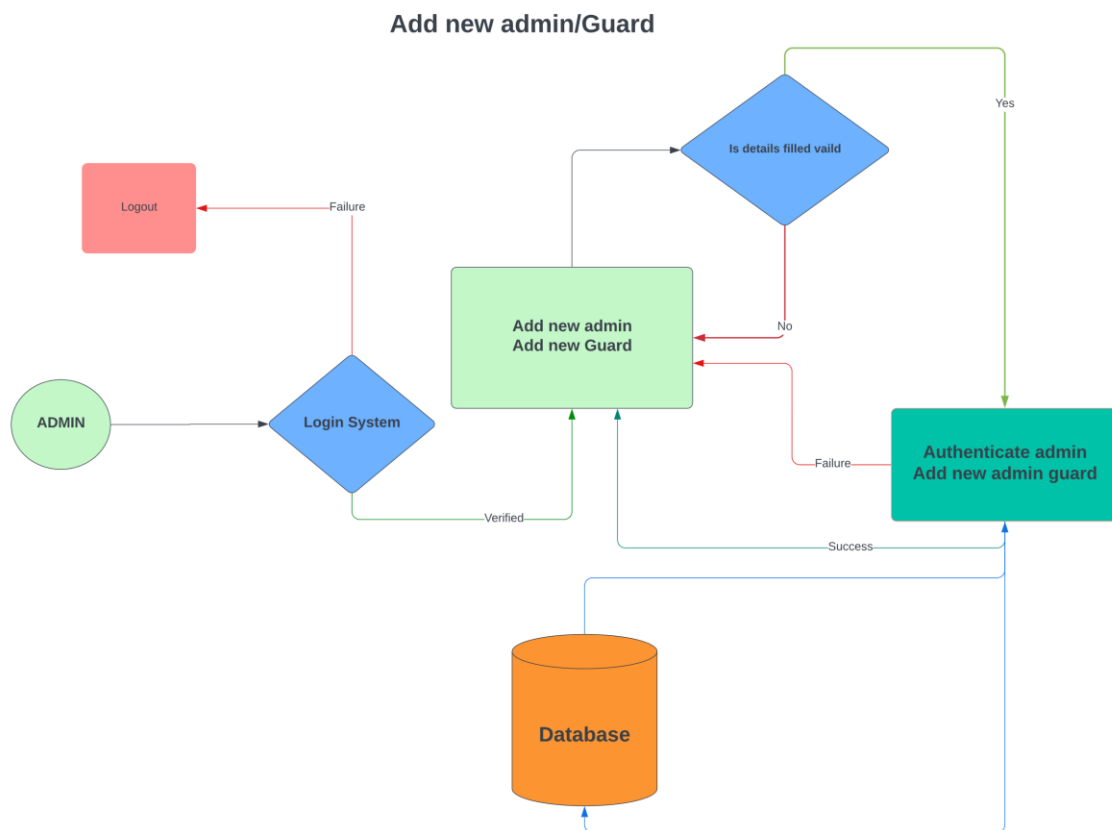 Add new admin/Guard
Is details filled vaild
Yes
Logout
Failure
Add new admin
Add new Guard
No
ADMIN
Login System
Authenticate admin
Add new admin guard
Failure
Verified
Success
Database